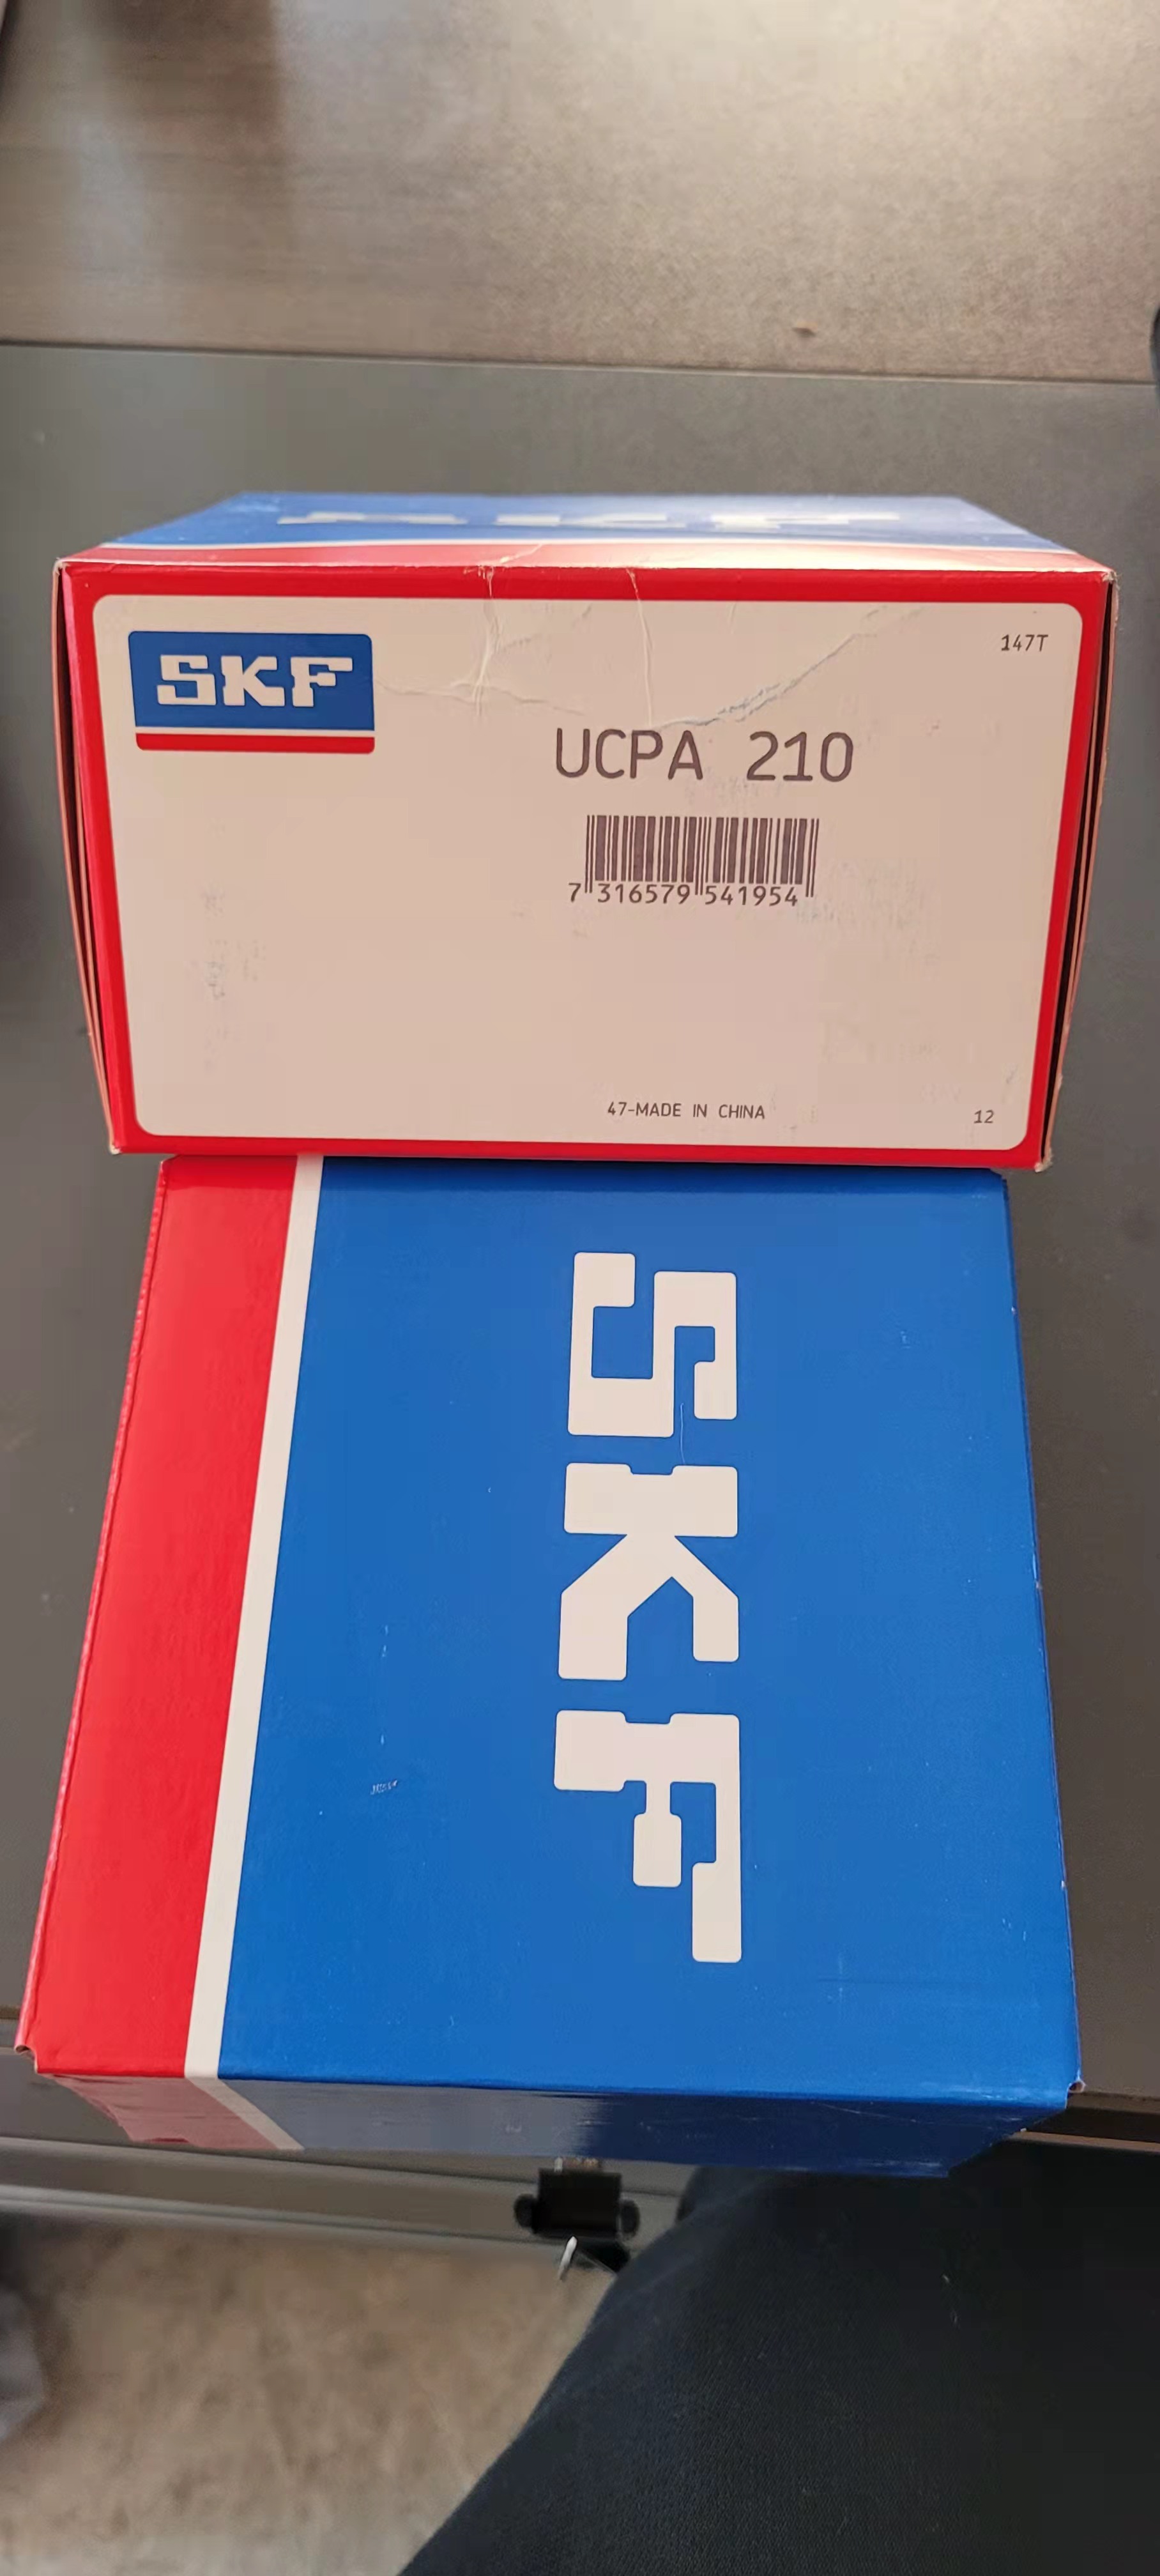 SKF
147T
UCPA 210
7 316579 541954
47-MADE IN CHINA
12
SKF